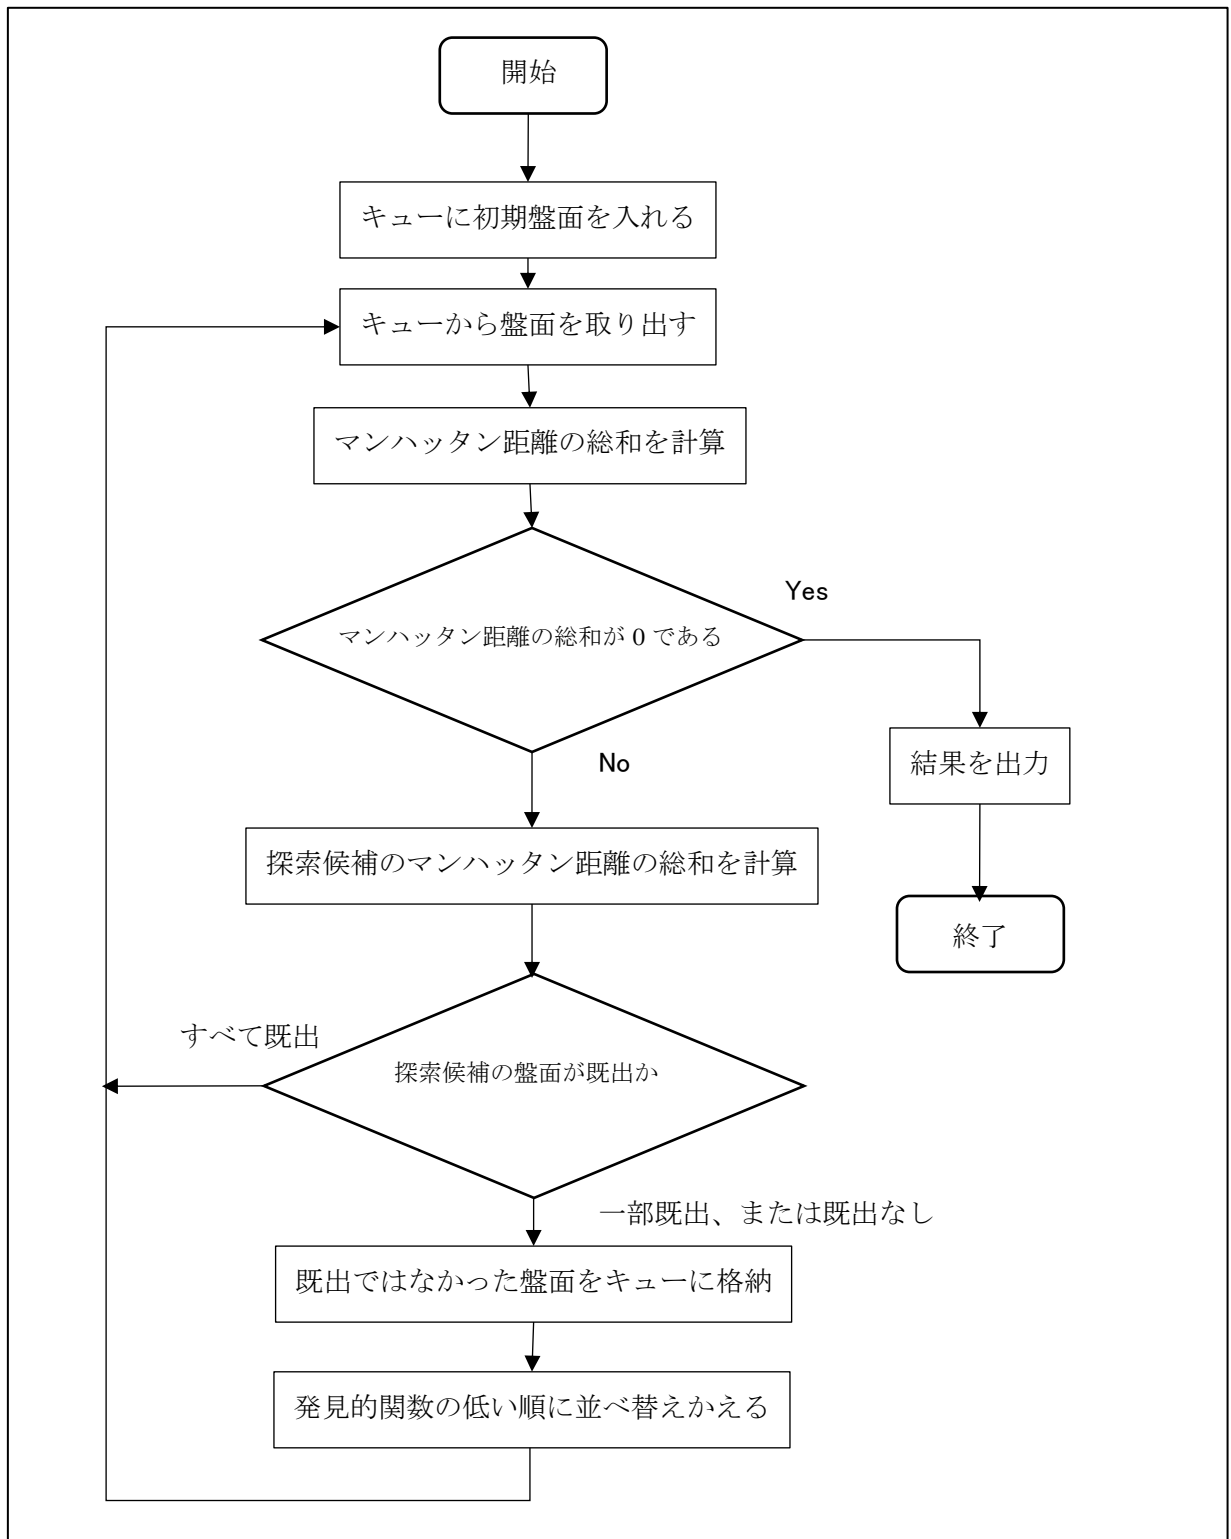 開始
キューに初期盤面を入れる
キューから盤面を取り出す
マンハッタン距離の総和を計算
Yes
マンハッタン距離の総和が 0 である
No
結果を出力
探索候補のマンハッタン距離の総和を計算
終了
すべて既出
探索候補の盤面が既出か
一部既出、または既出なし
既出ではなかった盤面をキューに格納
発見的関数の低い順に並べ替えかえる